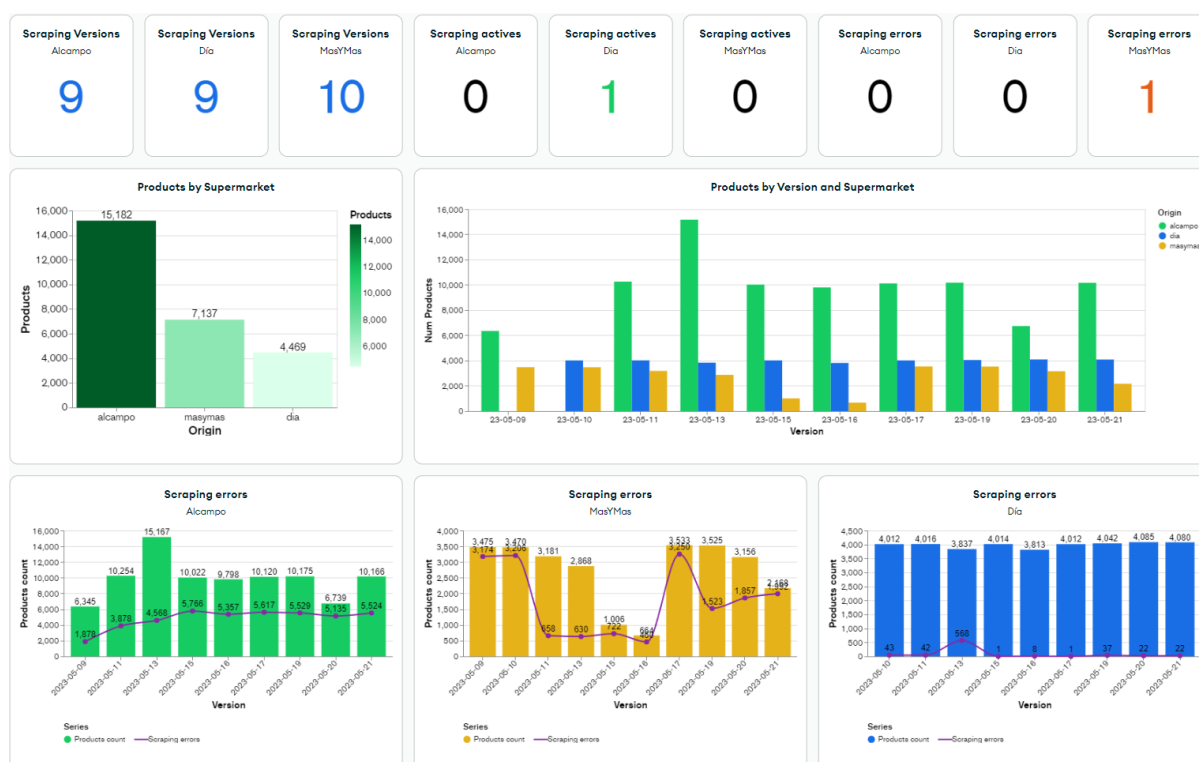 Scraping Versions
Alcampo
9
Scraping Versions
Día
9
Scraping Versions
MasYMas
10
Scraping actives
Alcampo
0
Scraping actives
Dia
1
Scraping actives
MasYMas
0
Scraping errors
Alcampo
0
Scraping errors
Dia
0
Scraping errors
MasYMas
1
Products by Supermarket
16,000
14,000
12,000
10,000
8,000
6,000
4,000
2,000
0
Products
15,182
7,137
4,469
alcampo masymas dia
Origin
Products
14,000
12,000
10,000
8,000
6,000
Products by Version and Supermarket
16,000
14,000
12,000
10,000
8,000
6,000
4,000
2,000
0
Num Products
23-05-09 23-05-10 23-05-11 23-05-13 23-05-15 23-05-16 23-05-17 23-05-19 23-05-20 23-05-21
Version
Origin
alcampo
dia
masymas
Scraping errors
Alcampo
16,000
14,000
12,000
10,000
8,000
6,000
4,000
2,000
0
Products count
6,345 10,254 15,167 10,022 9,798 10,120 10,175 6,739 10,166
1,878 3,878 4,568 5,766 5,357 5,617 5,529 5,135 5,524
2023-05-09 2023-05-11 2023-05-13 2023-05-15 2023-05-16 2023-05-17 2023-05-19 2023-05-20 2023-05-21
Version
Series
Products count Scraping errors
Scraping errors
MasYMas
4,000
3,500
3,000
2,500
2,000
1,500
1,000
500
0
Products count
3,475 3,470 3,181 2,868 1,006 3,533 3,525 3,156
3,174 3,206 658 630 722 3,250 1,523 1,857
2023-05-09 2023-05-10 2023-05-11 2023-05-13 2023-05-15 2023-05-16 2023-05-17 2023-05-19 2023-05-20 2023-05-21
Version
Series
Products count Scraping errors
Scraping errors
Día
4,500
4,000
3,500
3,000
2,500
2,000
1,500
1,000
500
0
Products count
4,012 4,016 3,837 4,014 3,813 4,012 4,042 4,085 4,080
43 42 568 1 8 1 37 22 22
2023-05-10 2023-05-11 2023-05-13 2023-05-15 2023-05-16 2023-05-17 2023-05-19 2023-05-20 2023-05-21
Version
Series
Products count Scraping errors